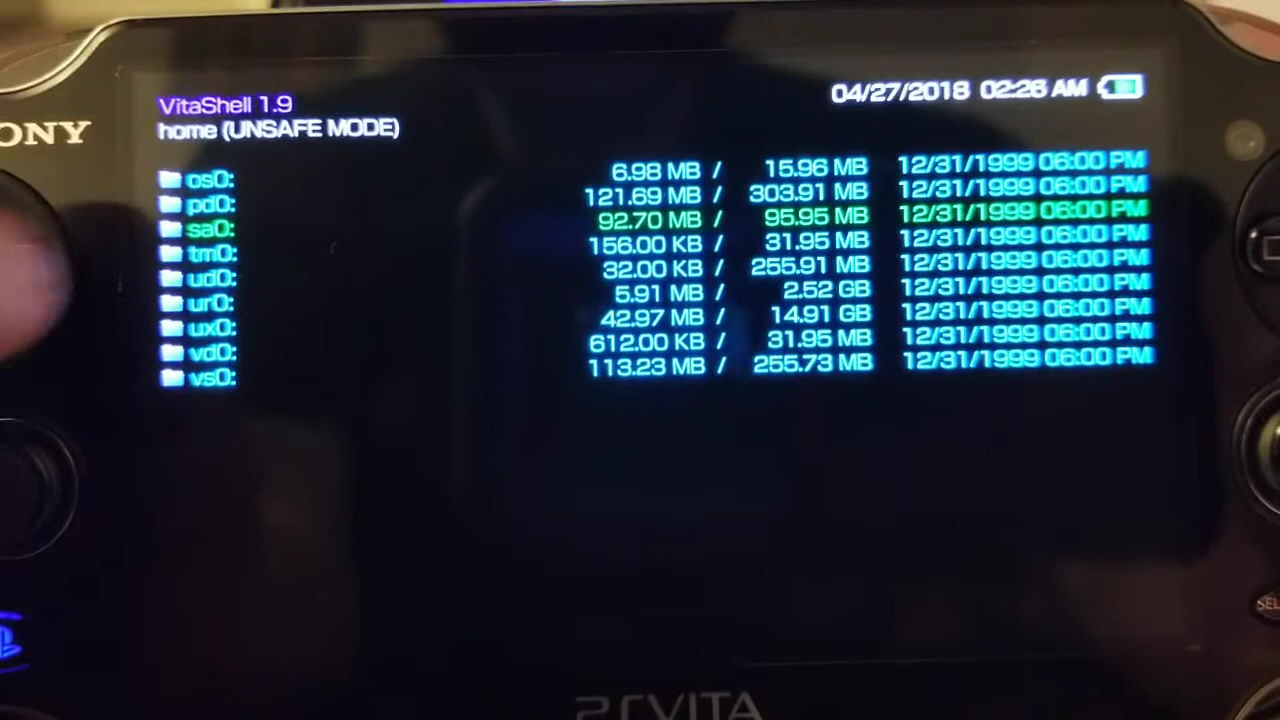 VitaShell 1.9
04/27/2018 02:26 AM
ONY
home (UNSAFE MODE)
os0: 6.98 MB / 15.96 MB 12/31/1999 06:00 PM
pd0: 121.69 MB / 303.91 MB 12/31/1999 06:00 PM
sa0: 92.70 MB / 95.95 MB 12/31/1999 06:00 PM
tm0: 156.00 KB / 31.95 MB 12/31/1999 06:00 PM
ud0: 32.00 KB / 255.91 MB 12/31/1999 06:00 PM
ur0: 5.91 MB / 2.52 GB 12/31/1999 06:00 PM
ux0: 42.97 MB / 14.91 GB 12/31/1999 06:00 PM
vd0: 612.00 KB / 31.95 MB 12/31/1999 06:00 PM
vs0: 113.23 MB / 255.73 MB 12/31/1999 06:00 PM
SEL
PSVITA